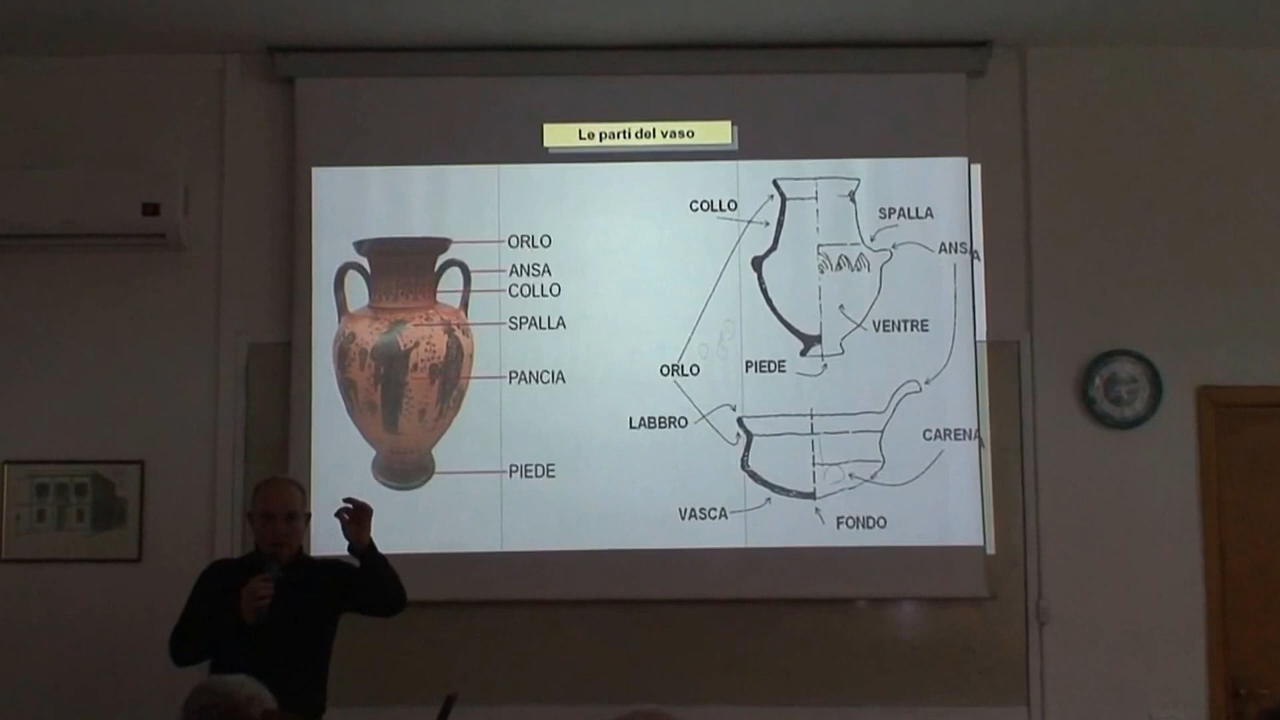 Le parti del vaso
ORLO
ANSA
COLLO
SPALLA
PANCIA
PIEDE
COLLO
SPALLA
ANSA
VENTRE
PIEDE
ORLO
LABBRO
CARENA
VASCA
FONDO